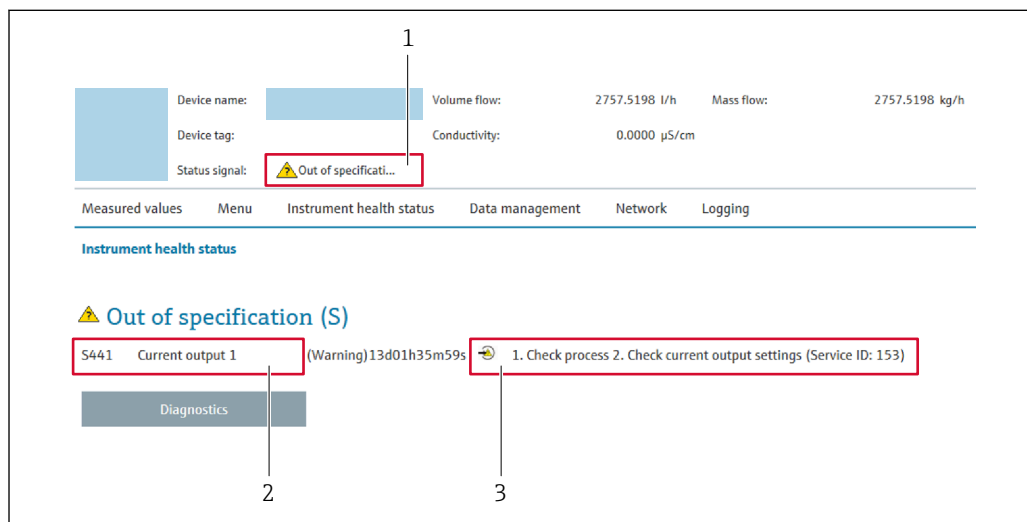 1
Device name: Volume flow: 2757.5198 l/h Mass flow: 2757.5198 kg/h
Device tag: Conductivity: 0.0000 µS/cm
Status signal: Out of specificati...
Measured values Menu Instrument health status Data management Network Logging
Instrument health status
Out of specification (S)
S441 Current output 1 (Warning)13d01h35m59s 1. Check process 2. Check current output settings (Service ID: 153)
Diagnostics
2 3